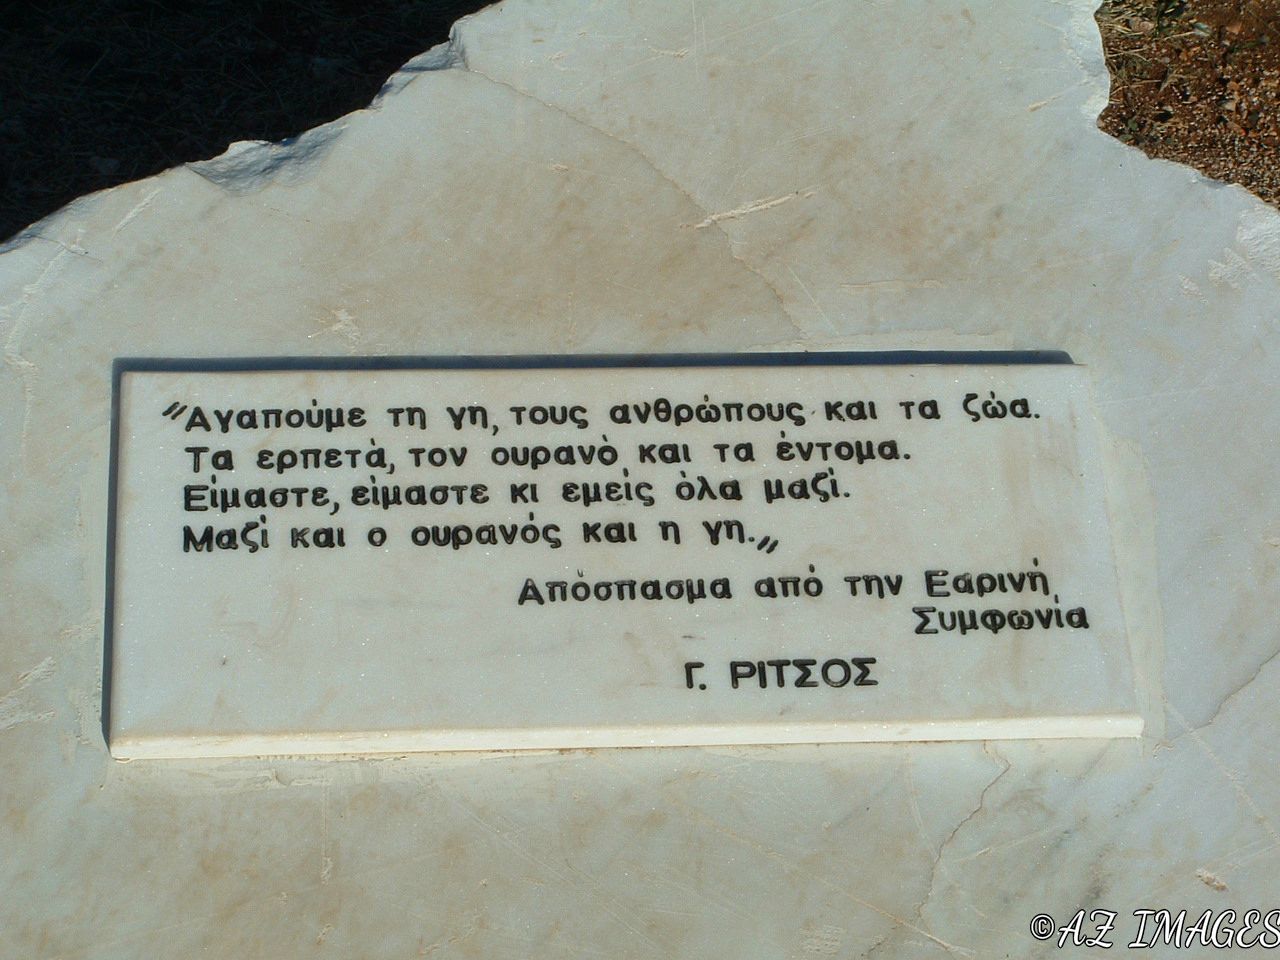 "Αγαπούμε τη γη, τους ανθρώπους και τα ζώα.
Τα ερπετά, τον ουρανό και τα έντομα.
Είμαστε, είμαστε κι εμείς όλα μαζί.
Μαζί και ο ουρανός και η γη."
Απόσπασμα από την Εαρινή
Συμφωνία
Γ. ΡΙΤΣΟΣ
©AZ IMAGES